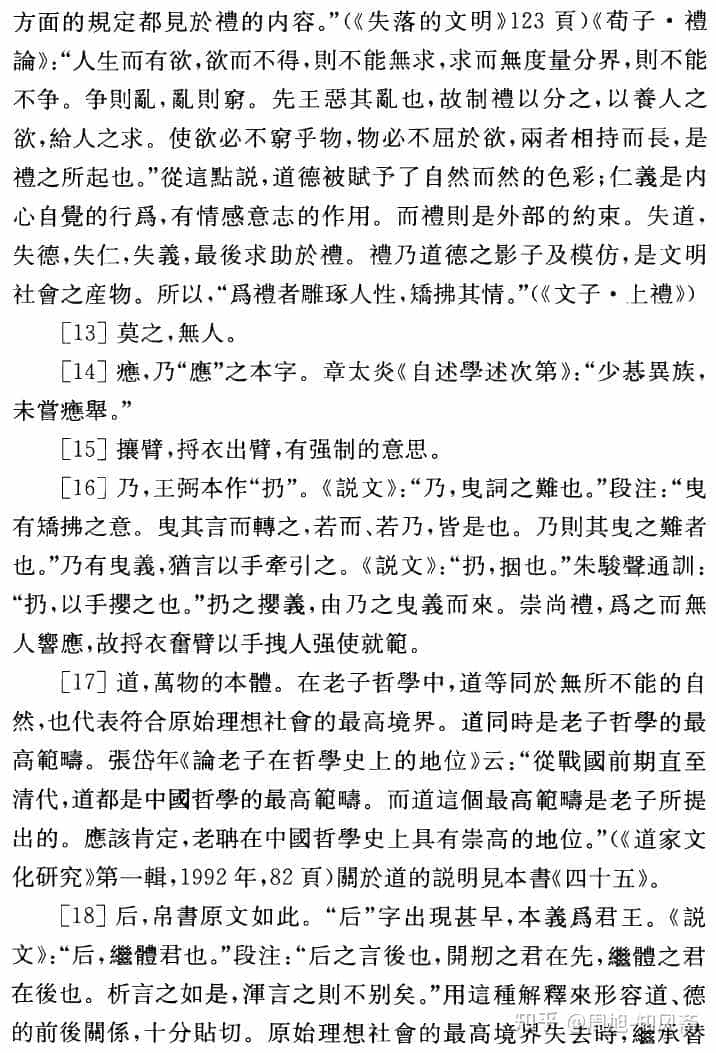 方面的規定都見於禮的内容。”(《失落的文明》123 頁)《荀子·禮
論》:“人生而有欲,欲而不得,則不能無求,求而無度量分界,則不能
不争。争則亂,亂則窮。先王惡其亂也,故制禮以分之,以養人之
欲,給人之求。使欲必不窮乎物,物必不屈於欲,兩者相持而長,是
禮之所起也。”從這點説,道德被賦予了自然而然的色彩;仁義是内
心自覺的行爲,有情感意志的作用。而禮則是外部的約束。失道,
失德,失仁,失義,最後求助於禮。禮乃道德之影子及模仿,是文明
社會之産物。所以,“爲禮者雕琢人性,矯拂其情。”(《文子·上禮》)
[13] 莫之,無人。
[14] 癒,乃“應”之本字。章太炎《自述學述次第》:“少惎異族,
未嘗癒舉。”
[15] 攘臂,捋衣出臂,有强制的意思。
[16] 乃,王弼本作“扔”。《説文》:“乃,曳詞之難也。”段注:“曳
有矯拂之意。曳其言而轉之,若而、若乃,皆是也。乃則其曳之難者
也。”乃有曳義,猶言以手牽引之。《説文》:“扔,捆也。”朱駿聲通訓:
“扔,以手攖之也。”扔之攖義,由乃之曳義而來。崇尚禮,爲之而無
人響應,故捋衣奮臂以手拽人强使就範。
[17] 道,萬物的本體。在老子哲學中,道等同於無所不能的自
然,也代表符合原始理想社會的最高境界。道同時是老子哲學的最
高範疇。張岱年《論老子在哲學史上的地位》云:“從戰國前期直至
清代,道都是中國哲學的最高範疇。而道這個最高範疇是老子所提
出的。應該肯定,老聃在中國哲學史上具有崇高的地位。”(《道家文
化研究》第一輯,1992 年,82 頁)關於道的説明見本書《四十五》。
[18] 后,帛書原文如此。“后”字出現甚早,本義爲君王。《説
文》:“后,繼體君也。”段注:“后之言後也,開剏之君在先,繼體之君
在後也。析言之如是,渾言之則不别矣。”用這種解釋來形容道、德
的前後關係,十分貼切。原始理想社會的最高境界失去時,繼承替
知乎 @周旭 知风斋